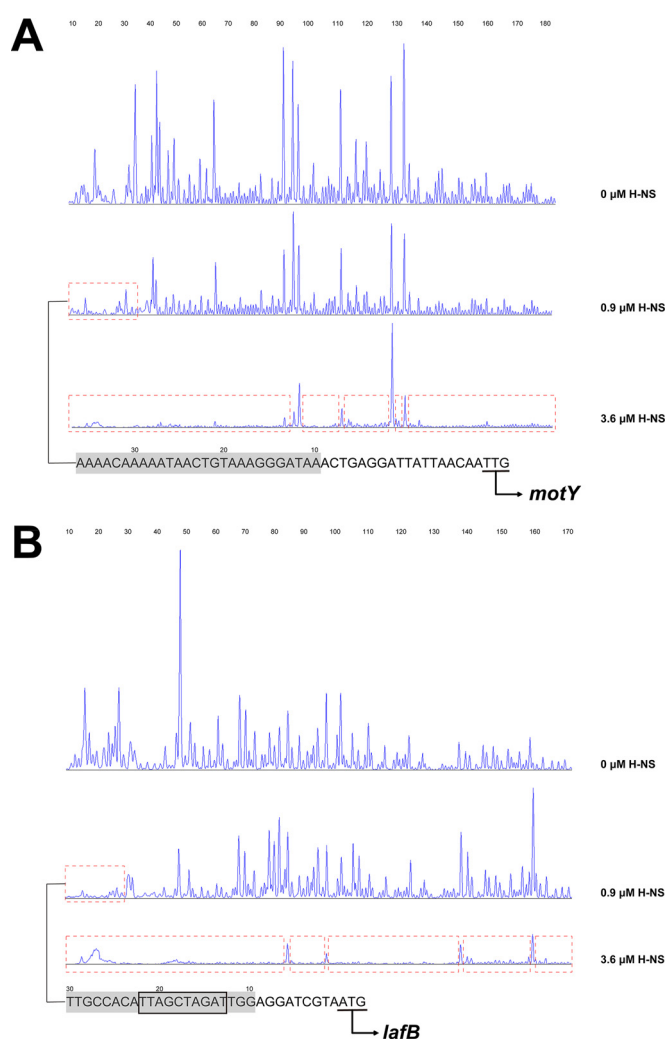 A
10 20 30 40 50 60 70 80 90 100 110 120 130 140 150 160 170 180
0 µM H-NS
0.9 µM H-NS
3.6 µM H-NS
30 20 10
AAAACAAAAATAACTGTAAAGGGATAAACTGAGGATTATTAACAATTG
motY
B
10 20 30 40 50 60 70 80 90 100 110 120 130 140 150 160 170
0 µM H-NS
0.9 µM H-NS
3.6 µM H-NS
30 20 10
TTGCCACATTAGCTAGATTGGAGGATCGTAATG
lafB